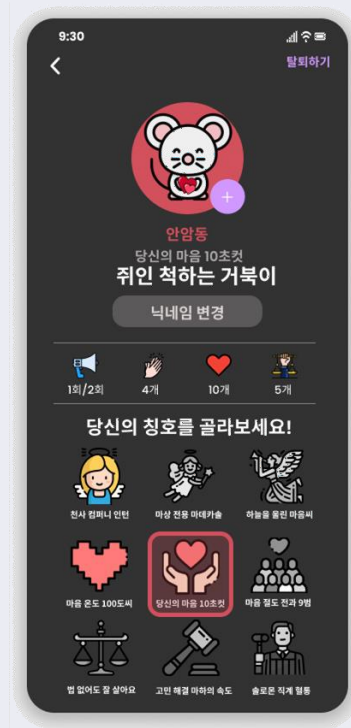 9:30
탈퇴하기
안암동
당신의 마음 10초컷
쥐인 척하는 거북이
닉네임 변경
1회/2회 4개 10개 5개
당신의 칭호를 골라보세요!
천사 컴퍼니 인턴 마상 전용 마데카솔 하늘을 울린 마음씨
마음 온도 100도씨 당신의 마음 10초컷 마음 절도 전과 9범
법 없어도 잘 살아요 고민 해결 마하의 속도 솔로몬 직계 혈통